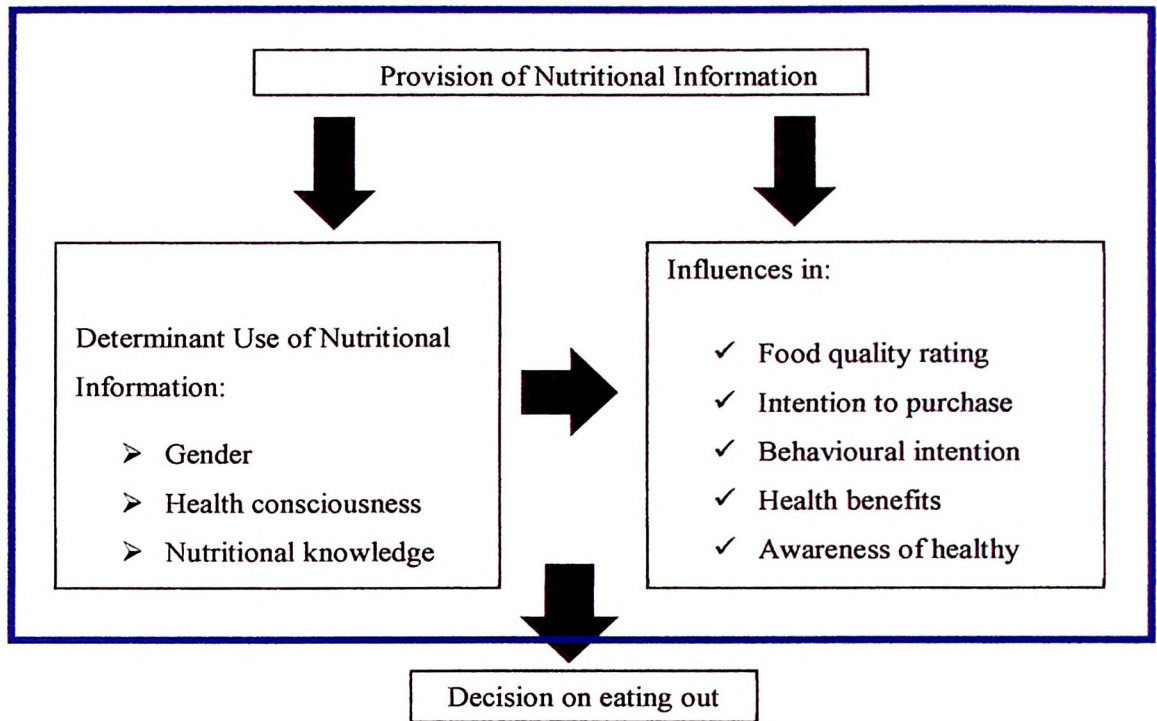 Provision of Nutritional Information
Determinant Use of Nutritional
Information:
➢ Gender
➢ Health consciousness
➢ Nutritional knowledge
Influences in:
✓ Food quality rating
✓ Intention to purchase
✓ Behavioural intention
✓ Health benefits
✓ Awareness of healthy
Decision on eating out